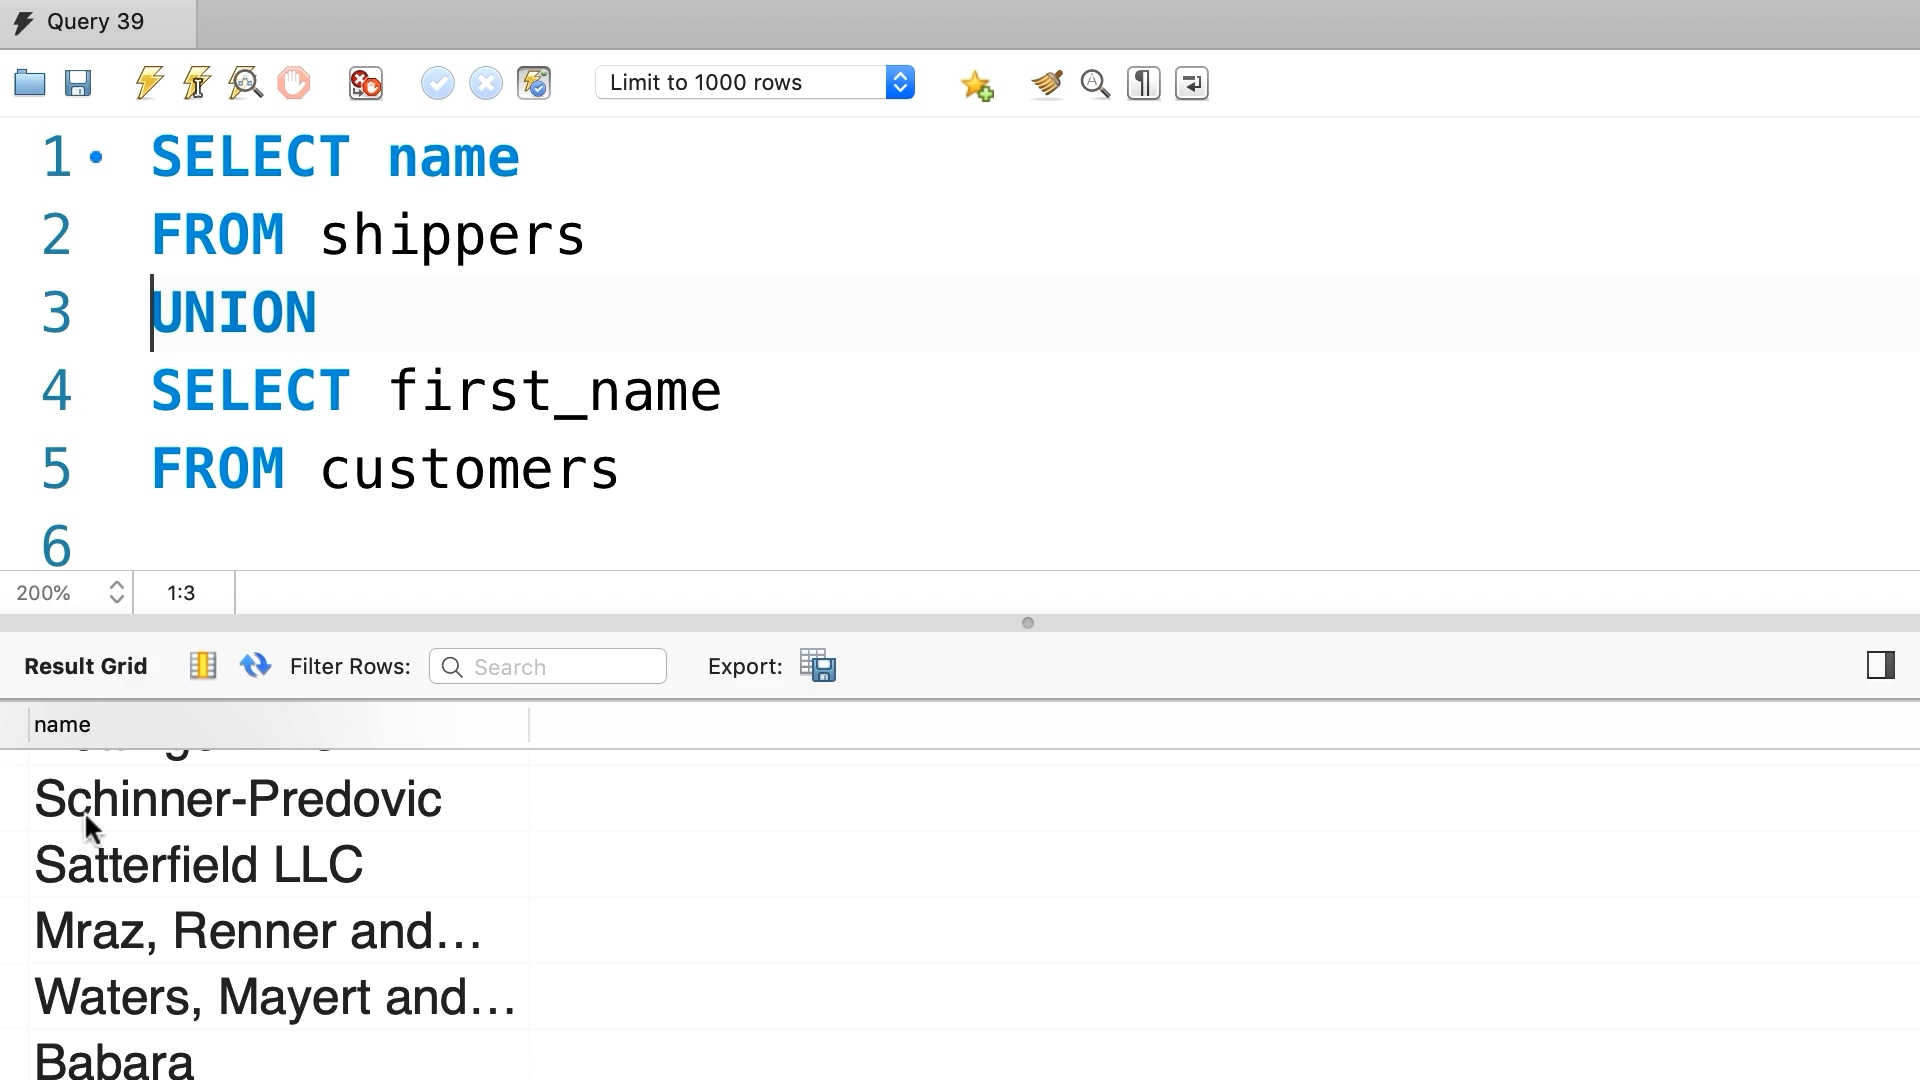 Query 39
Limit to 1000 rows
1 SELECT name
2 FROM shippers
3 UNION
4 SELECT first_name
5 FROM customers
6
200% 1:3
Result Grid Filter Rows: Search Export:
name
Schinner-Predovic
Satterfield LLC
Mraz, Renner and...
Waters, Mayert and...
Babara